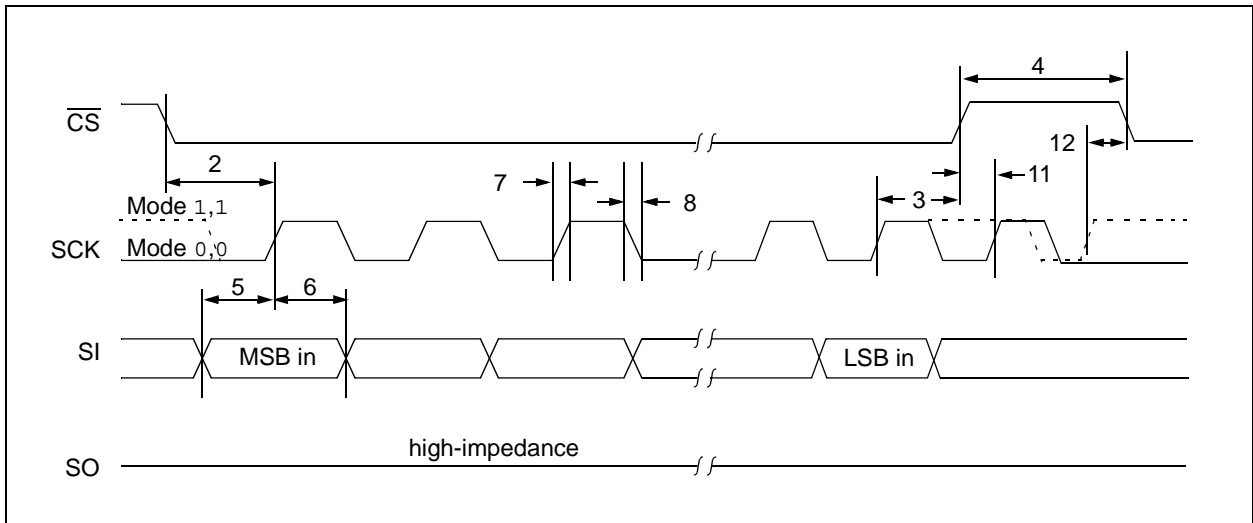 4
CS
12
2
11
7
8
3
Mode 1,1
SCK
Mode 0,0
5
6
SI
MSB in
LSB in
high-impedance
SO